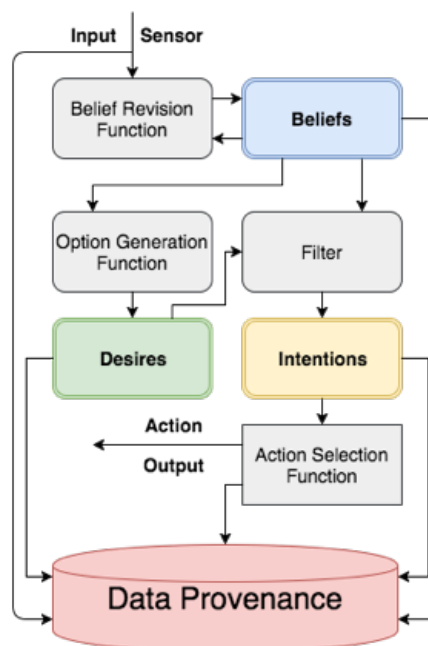 Input Sensor
Belief Revision
Function
Beliefs
Option Generation
Function
Filter
Desires
Intentions
Action
Output
Action Selection
Function
Data Provenance